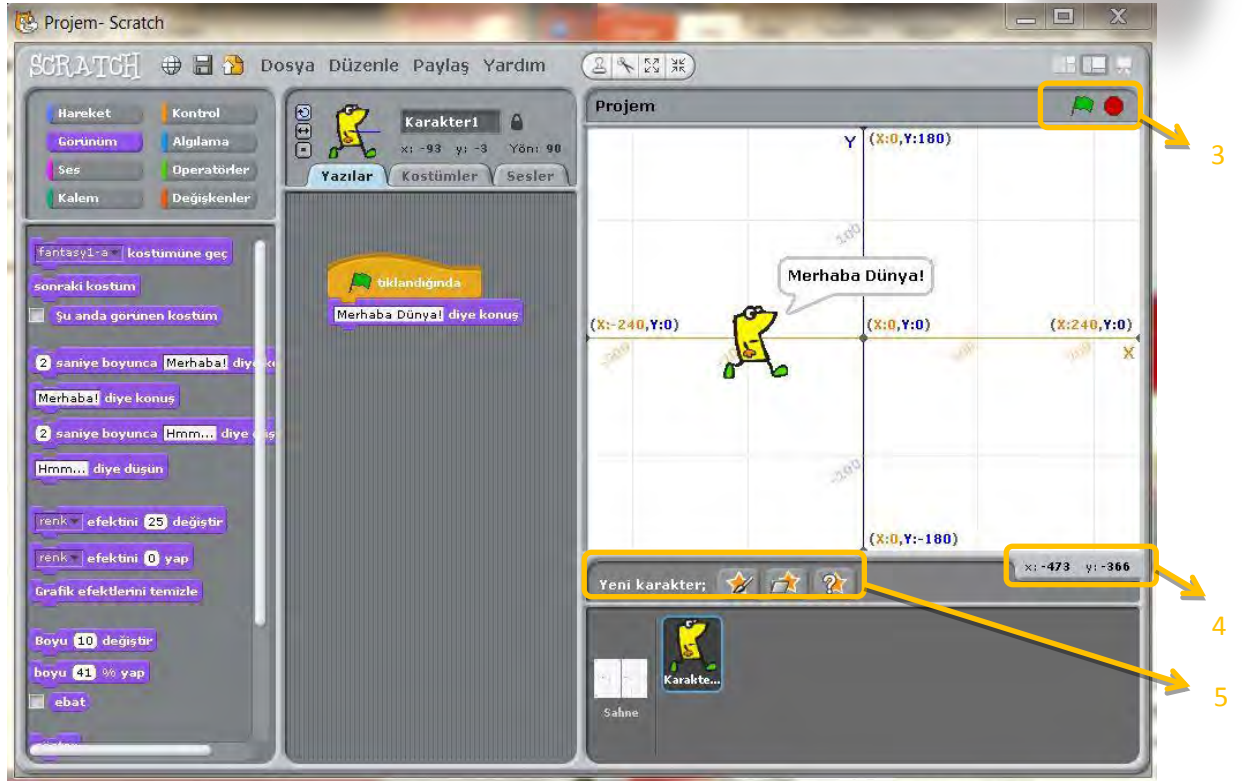 Projem- Scratch
SCRATCH Dosya Düzenle Paylaş Yardım
Hareket Kontrol
Görünüm Algılama
Ses Operatörler
Kalem Değişkenler
fantasy1-a kostümüne geç
sonraki kostüm
Şu anda görünen kostüm
2 saniye boyunca Merhaba! diye
Merhaba! diye konuş
2 saniye boyunca Hmm... diye
Hmm... diye düşün
renk efektini 25 değiştir
renk efektini 0 yap
Grafik efektlerini temizle
Boyu 10 değiştir
boyu 41 % yap
ebat
Karakter1
x: -93 y: -3 Yön: 90
Yazılar Kostümler Sesler
tıklandığında
Merhaba Dünya! diye konuş
Projem
3
Y (X:0,Y:180)
100
Merhaba Dünya!
(X:-240,Y:0) (X:0,Y:0) (X:240,Y:0)
X
-100
(X:0,Y:-180)
x: -473 y: -366
4
Yeni karakter;
5
Karakte...
Sahne